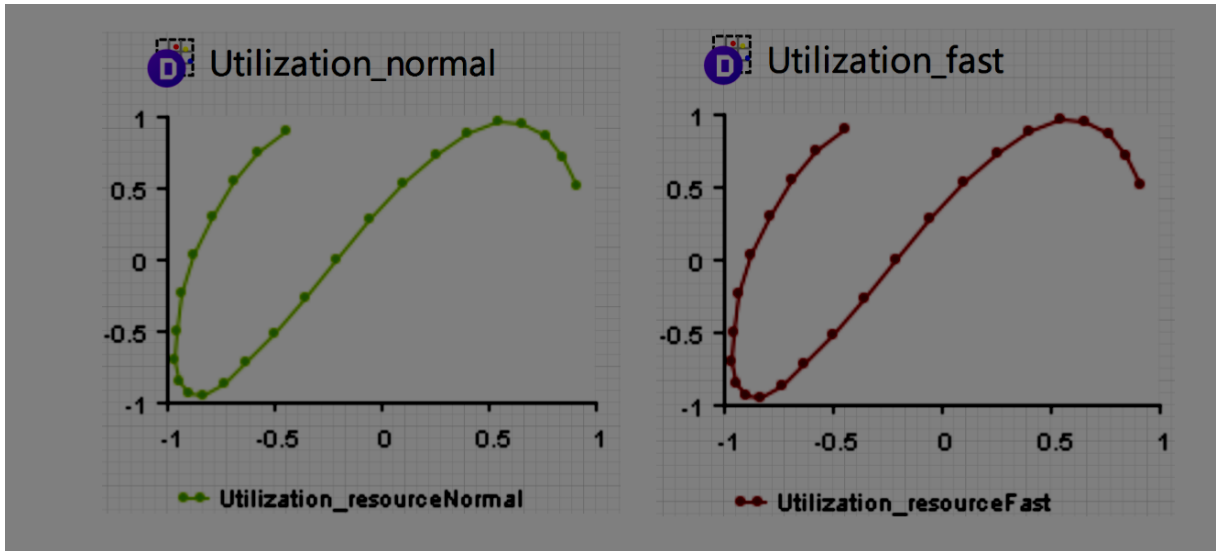 D Utilization_normal
1
0.5
0
-0.5
-1
-1 -0.5 0 0.5 1
Utilization_resourceNormal
D Utilization_fast
1
0.5
0
-0.5
-1
-1 -0.5 0 0.5 1
Utilization_resourceFast